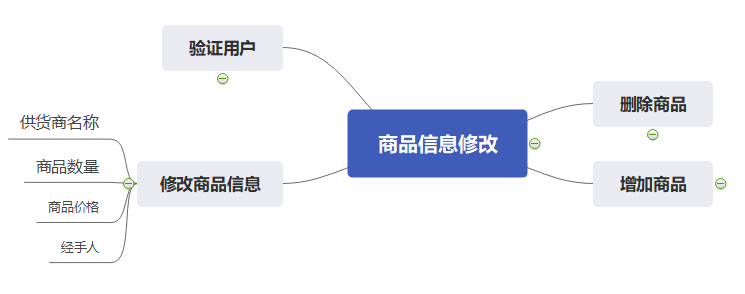 验证用户
供货商名称
商品数量
商品价格
经手人
修改商品信息
商品信息修改
删除商品
增加商品